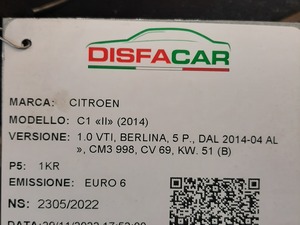 DISFACAR
MARCA: CITROEN
MODELLO: C1 «II» (2014)
VERSIONE: 1.0 VTI, BERLINA, 5 P., DAL 2014-04 AL
», CM3 998, CV 69, KW. 51 (B)
P5: 1KR
EMISSIONE: EURO 6
NS: 2305/2022